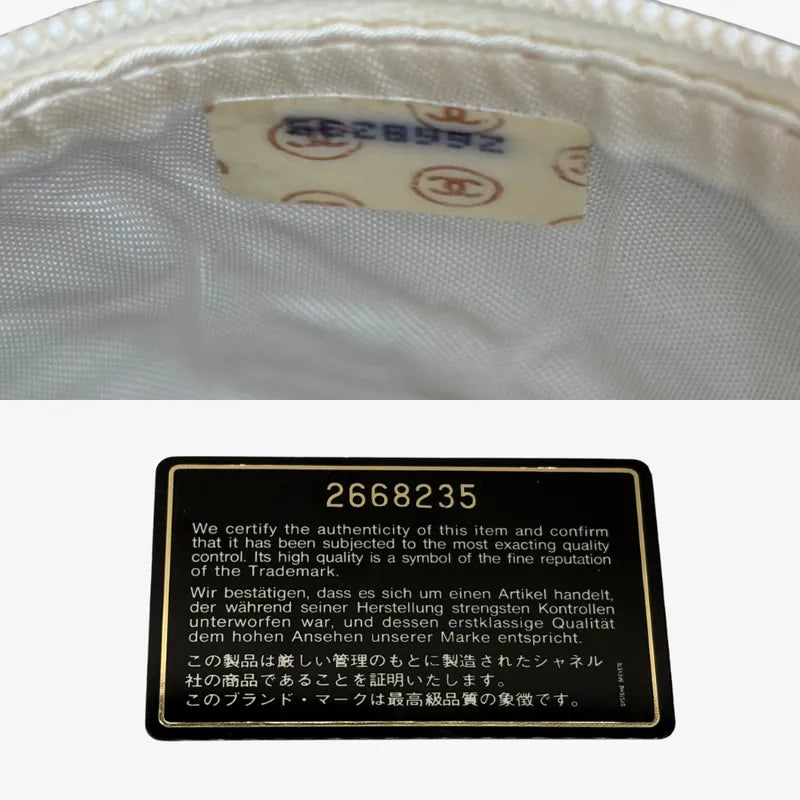 2668235
2668235
We certify the authenticity of this item and confirm
that it has been subjected to the most exacting quality
control. Its high quality is a symbol of the fine reputation
of the Trademark.
Wir bestätigen, dass es sich um einen Artikel handelt,
der während seiner Herstellung strengsten Kontrollen
unterworfen war, und dessen erstklassige Qualität
dem hohen Ansehen unserer Marke entspricht.
この製品は厳しい管理のもとに製造されたシャネル
社の商品であることを証明いたします。
このブランド・マークは最高級品質の象徴です。